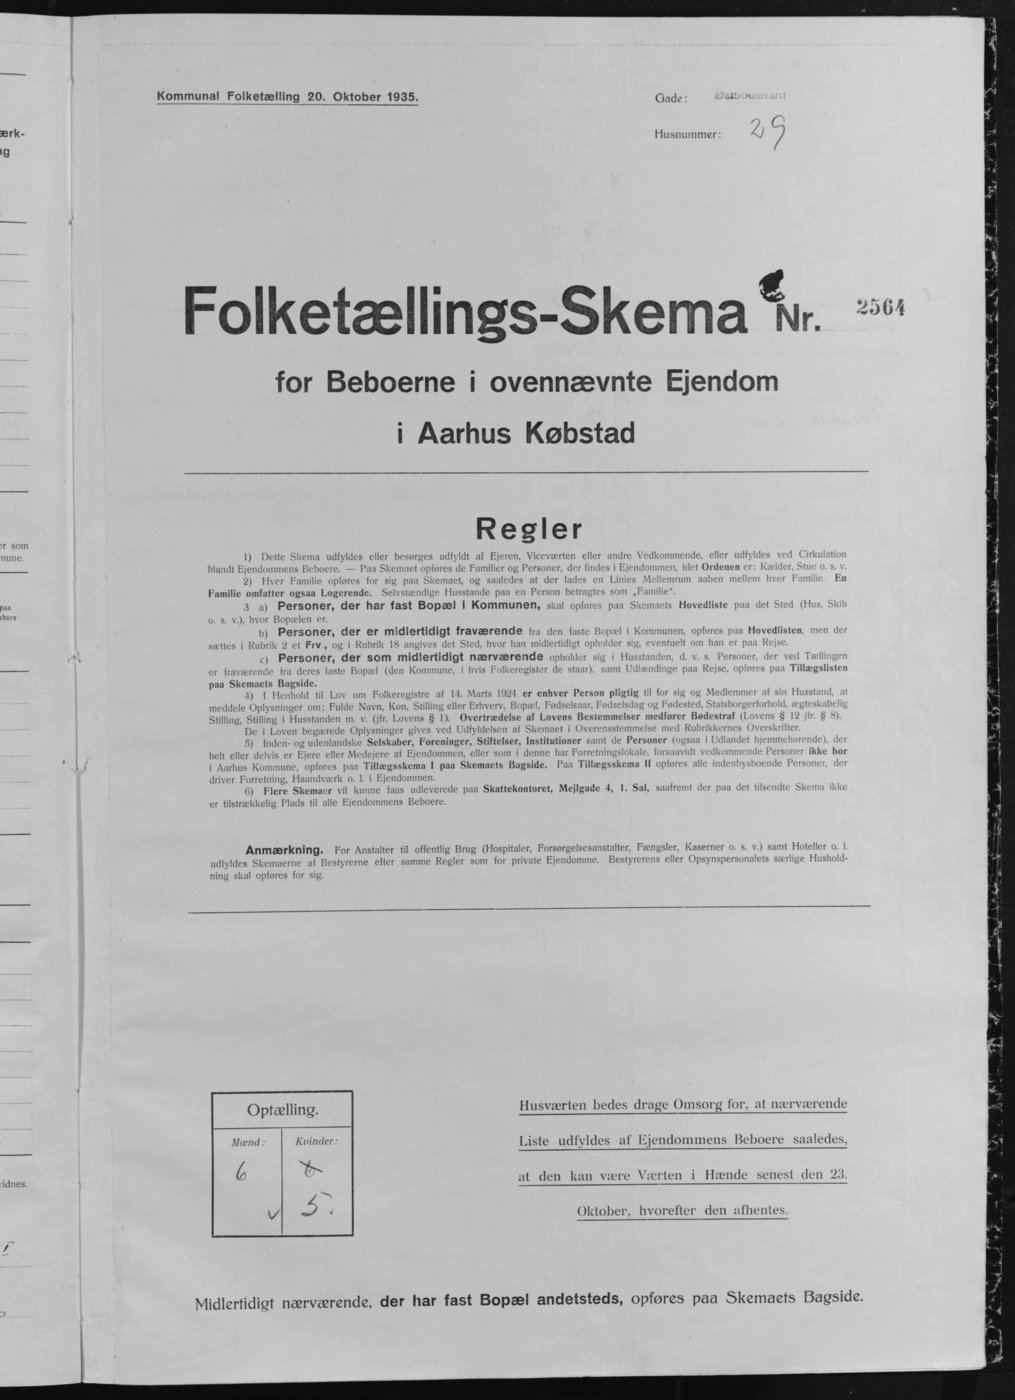 Kommunal Folketælling 20. Oktober 1935.
Gade: Østboulevard
Husnummer: 29
Folketællings-Skema Nr. 2564
for Beboerne i ovennævnte Ejendom
i Aarhus Købstad
Regler
1) Dette Skema udfyldes eller besørges udfyldt af Ejeren, Viceværten eller andre Vedkommende, eller udfyldes ved Cirkulation
blandt Ejendommens Beboere. — Paa Skemaet opføres de Familier og Personer, der findes i Ejendommen, idet Ordenen er: Kælder, Stue o. s. v.
2) Hver Familie opføres for sig paa Skemaet, og saaledes at der lades en Linies Mellemrum aaben mellem hver Familie. En
Familie omfatter ogsaa Logerende. Selvstændige Husstande paa en Person betragtes som „Familie“.
3 a) Personer, der har fast Bopæl i Kommunen, skal opføres paa Skemaets Hovedliste paa det Sted (Hus, Skib
o. s. v.), hvor Bopælen er.
b) Personer, der er midlertidigt fraværende fra den faste Bopæl i Kommunen, opføres paa Hovedlisten, men der
sættes i Rubrik 2 et Frv., og i Rubrik 18 angives det Sted, hvor han midlertidigt opholder sig, eventuelt om han er paa Rejse.
c) Personer, der som midlertidigt nærværende opholder sig i Husstanden, d. v. s. Personer, der ved Tællingen
er fraværende fra deres faste Bopæl (den Kommune, i hvis Folkeregister de staar), samt Udlændinge paa Rejse, opføres paa Tillægslisten
paa Skemaets Bagside.
4) I Henhold til Lov om Folkeregistre af 14. Marts 1924 er enhver Person pligtig til for sig og Medlemmer af sin Husstand, at
meddele Oplysninger om: Fulde Navn, Køn, Stilling eller Erhverv, Bopæl, Fødselsaar, Fødselsdag og Fødested, Statsborgerforhold, ægteskabelig
Stilling, Stilling i Husstanden m. v. (jfr. Lovens § 1). Overtrædelse af Lovens Bestemmelser medfører Bødestraf (Lovens § 12 jfr. § 8).
De i Loven begærede Oplysninger gives ved Udfyldelsen af Skemaet i Overensstemmelse med Rubrikkernes Overskrifter.
5) Inden- og udenlandske Selskaber, Foreninger, Stiftelser, Institutioner samt de Personer (ogsaa i Udlandet hjemmehørende), der
helt eller delvis er Ejere eller Medejere af Ejendommen, eller som i denne har Forretningslokale, forsaavidt vedkommende Personer ikke bor
i Aarhus Kommune, opføres paa Tillægsskema I paa Skemaets Bagside. Paa Tillægsskema II opføres alle indenbysboende Personer, der
driver Forretning, Haandværk o. l. i Ejendommen.
6) Flere Skemaer vil kunne faas udleverede paa Skattekontoret, Mejlgade 4, 1. Sal, saafremt der paa det tilsendte Skema ikke
er tilstrækkelig Plads til alle Ejendommens Beboere.
Anmærkning. For Anstalter til offentlig Brug (Hospitaler, Forsørgelsesanstalter, Fængsler, Kaserner o. s. v.) samt Hoteller o. l.
udfyldes Skemaerne af Bestyrerne efter samme Regler som for private Ejendomme. Bestyrerens eller Opsynspersonalets særlige Hushold-
ning skal opføres for sig.
Optælling.
Mænd: Kvinder:
6 6
5.
Husværten bedes drage Omsorg for, at nærværende
Liste udfyldes af Ejendommens Beboere saaledes,
at den kan være Værten i Hænde senest den 23.
Oktober, hvorefter den afhentes.
Midlertidigt nærværende, der har fast Bopæl andetsteds, opføres paa Skemaets Bagside.